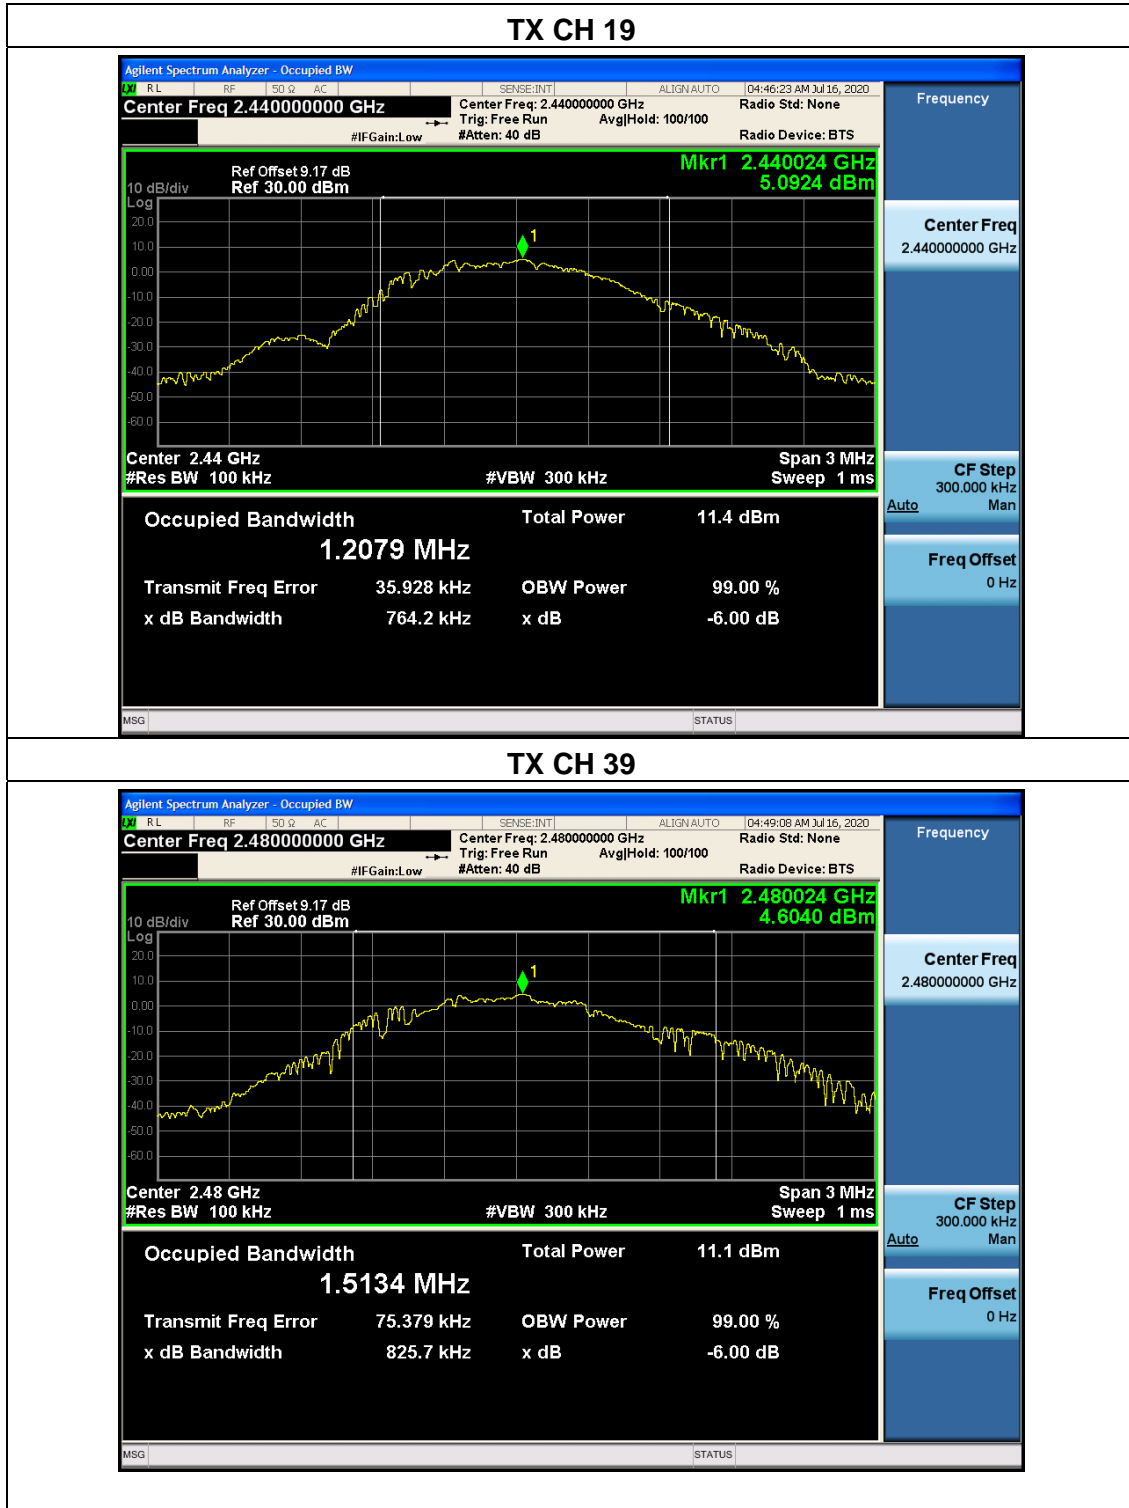 TX CH 19
Agilent Spectrum Analyzer - Occupied BW
LXI RL RF 50 Ω AC SENSE:INT ALIGN AUTO 04:46:23 AM Jul 16, 2020
Center Freq 2.440000000 GHz
Center Freq: 2.440000000 GHz Radio Std: None
Trig: Free Run Avg|Hold: 100/100
#IFGain:Low #Atten: 40 dB Radio Device: BTS
Frequency
Mkr1 2.440024 GHz
5.0924 dBm
Ref Offset 9.17 dB
10 dB/div Ref 30.00 dBm
Log
20.0
10.0
0.00
-10.0
-20.0
-30.0
-40.0
-50.0
-60.0
1
Center Freq
2.440000000 GHz
Center 2.44 GHz Span 3 MHz
#Res BW 100 kHz #VBW 300 kHz Sweep 1 ms
CF Step
300.000 kHz
Auto Man
Occupied Bandwidth Total Power 11.4 dBm
1.2079 MHz
Transmit Freq Error 35.928 kHz OBW Power 99.00 %
x dB Bandwidth 764.2 kHz x dB -6.00 dB
Freq Offset
0 Hz
MSG STATUS
TX CH 39
Agilent Spectrum Analyzer - Occupied BW
LXI RL RF 50 Ω AC SENSE:INT ALIGN AUTO 04:49:08 AM Jul 16, 2020
Center Freq 2.480000000 GHz
Center Freq: 2.480000000 GHz Radio Std: None
Trig: Free Run Avg|Hold: 100/100
#IFGain:Low #Atten: 40 dB Radio Device: BTS
Frequency
Mkr1 2.480024 GHz
4.6040 dBm
Ref Offset 9.17 dB
10 dB/div Ref 30.00 dBm
Log
20.0
10.0
0.00
-10.0
-20.0
-30.0
-40.0
-50.0
-60.0
1
Center Freq
2.480000000 GHz
Center 2.48 GHz Span 3 MHz
#Res BW 100 kHz #VBW 300 kHz Sweep 1 ms
CF Step
300.000 kHz
Auto Man
Occupied Bandwidth Total Power 11.1 dBm
1.5134 MHz
Transmit Freq Error 75.379 kHz OBW Power 99.00 %
x dB Bandwidth 825.7 kHz x dB -6.00 dB
Freq Offset
0 Hz
MSG STATUS